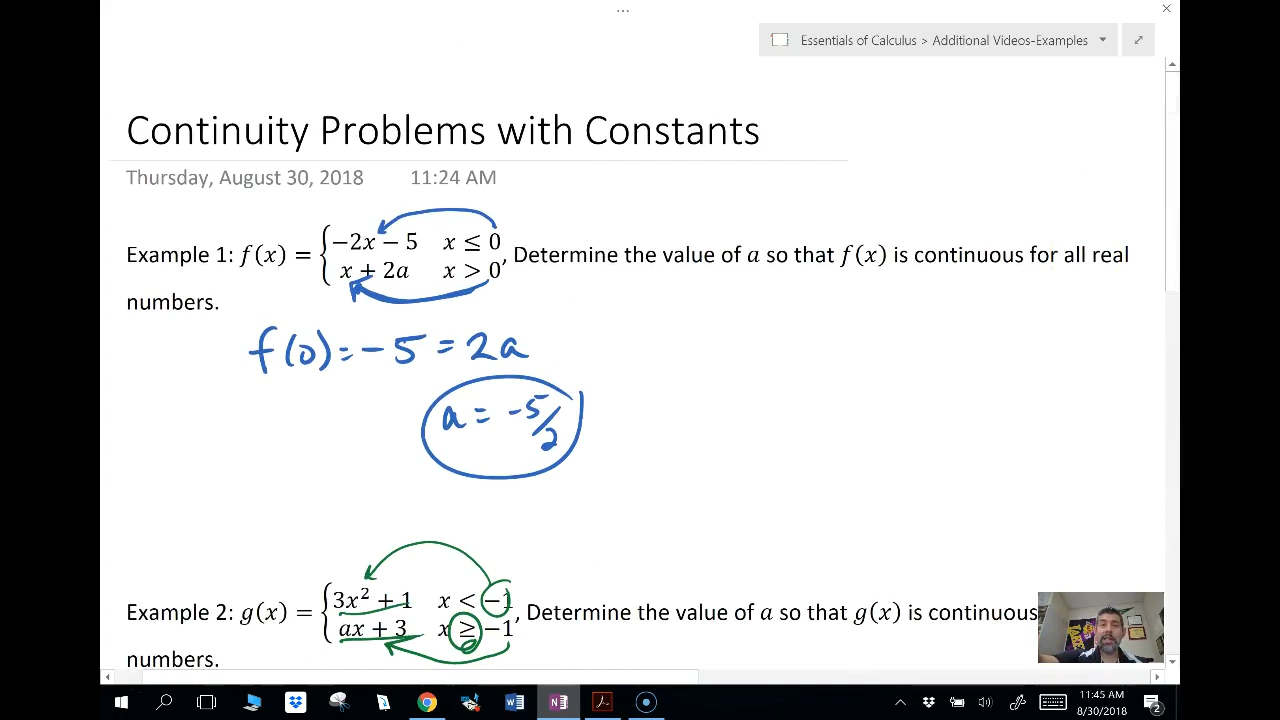 ...
Essentials of Calculus > Additional Videos-Examples
Continuity Problems with Constants
Thursday, August 30, 2018 11:24 AM
Example 1: f(x) = { −2x − 5 x ≤ 0
x + 2a x > 0 , Determine the value of a so that f(x) is continuous for all real
numbers.
f(0) = −5 = 2a
a = −5/2
Example 2: g(x) = { 3x² + 1 x < −1
ax + 3 x ≥ −1 , Determine the value of a so that g(x) is continuous
numbers.
11:45 AM
8/30/2018
2